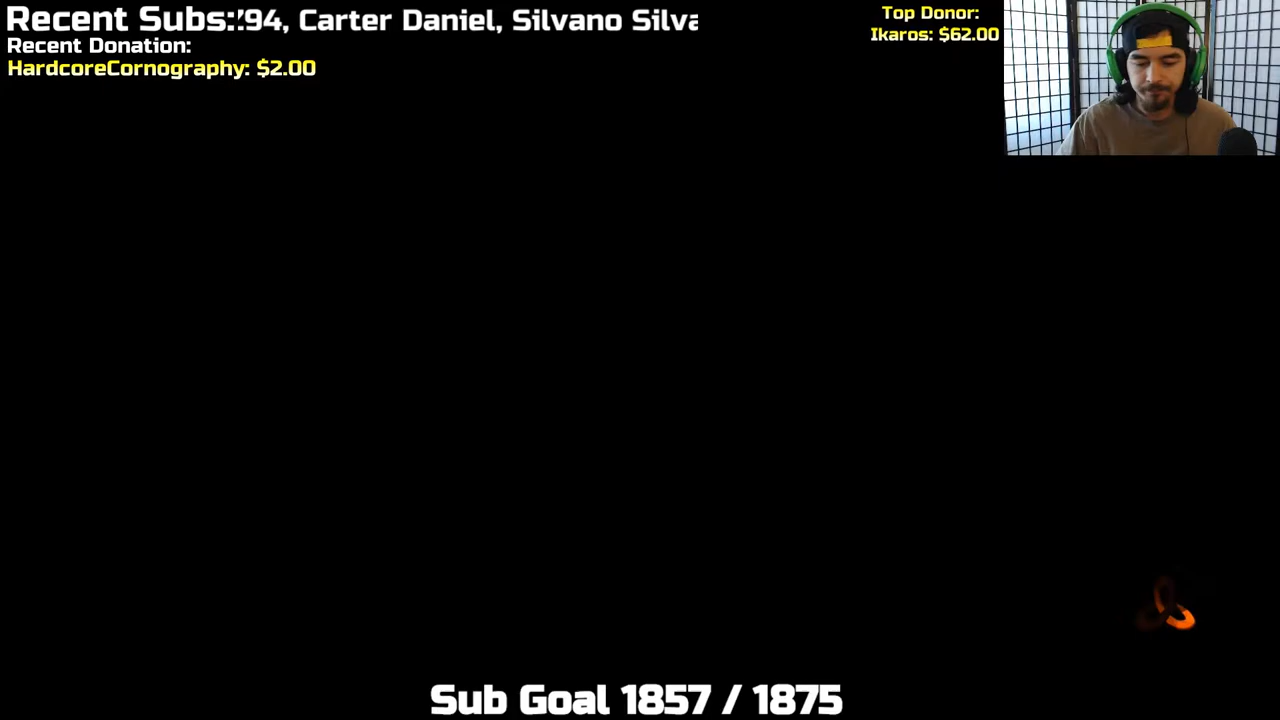 Recent Subs:'94, Carter Daniel, Silvano Silva
Recent Donation:
HardcoreCornography: $2.00
Top Donor:
Ikaros: $62.00
Sub Goal 1857 / 1875